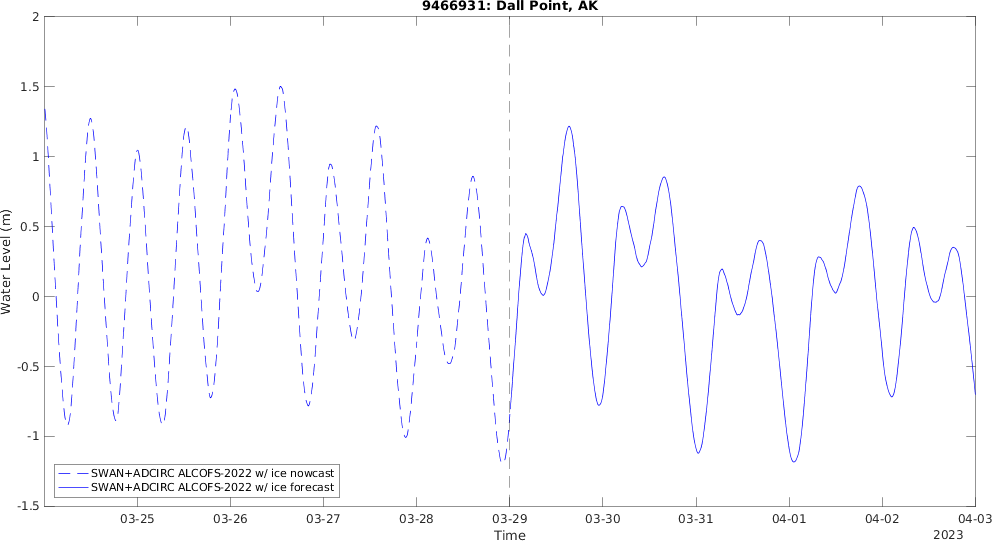 9466931: Dall Point, AK
2
1.5
1
0.5
0
-0.5
-1
-1.5
Water Level (m)
SWAN+ADCIRC ALCOFS-2022 w/ ice nowcast
SWAN+ADCIRC ALCOFS-2022 w/ ice forecast
03-25 03-26 03-27 03-28 03-29 03-30 03-31 04-01 04-02 04-03
Time
2023